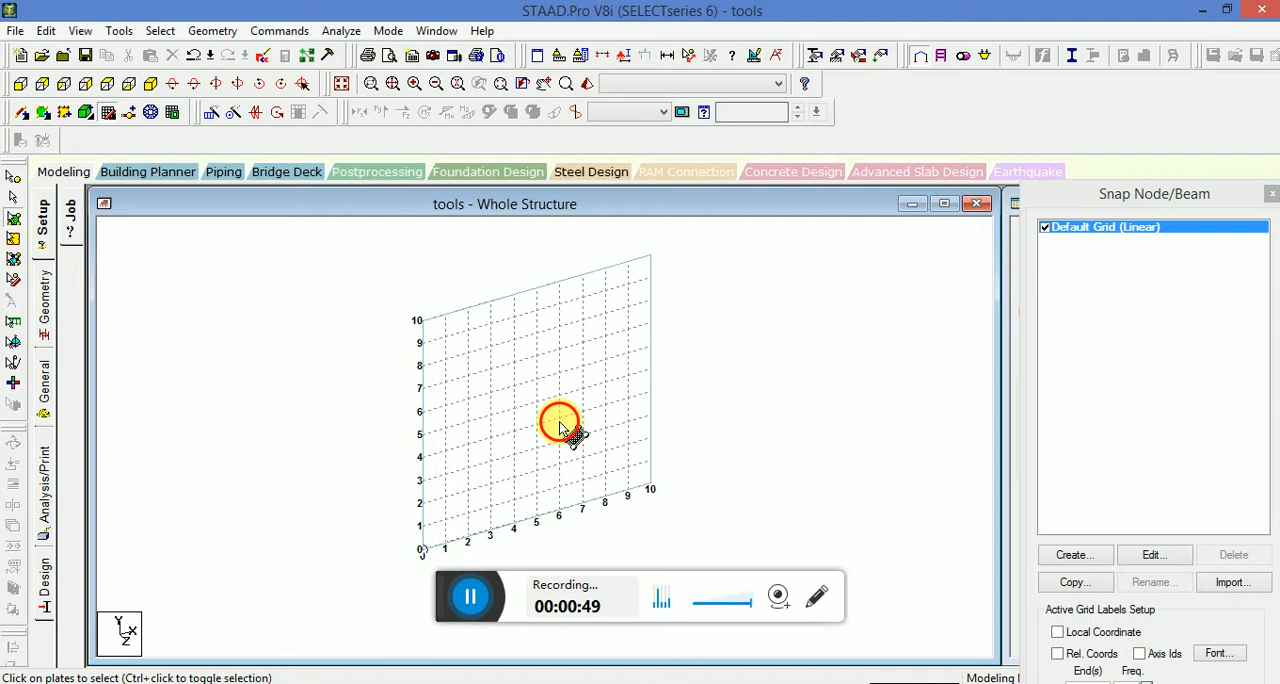 STAAD.Pro V8i (SELECTseries 6) - tools
File Edit View Tools Select Geometry Commands Analyze Mode Window Help
Modeling Building Planner Piping Bridge Deck Postprocessing Foundation Design Steel Design RAM Connection Concrete Design Advanced Slab Design Earthquake
Setup
Job
Geometry
General
Analysis/Print
Design
tools - Whole Structure
10
9
8
7
6
5
4
3
2
1
0
0 1 2 3 4 5 6 7 8 9 10
Y
X
Z
Recording...
00:00:49
Snap Node/Beam
Default Grid (Linear)
Create... Edit... Delete
Copy... Rename... Import...
Active Grid Labels Setup
Local Coordinate
Rel. Coords Axis Ids Font...
End(s) Freq.
Click on plates to select (Ctrl+click to toggle selection)
Modeling